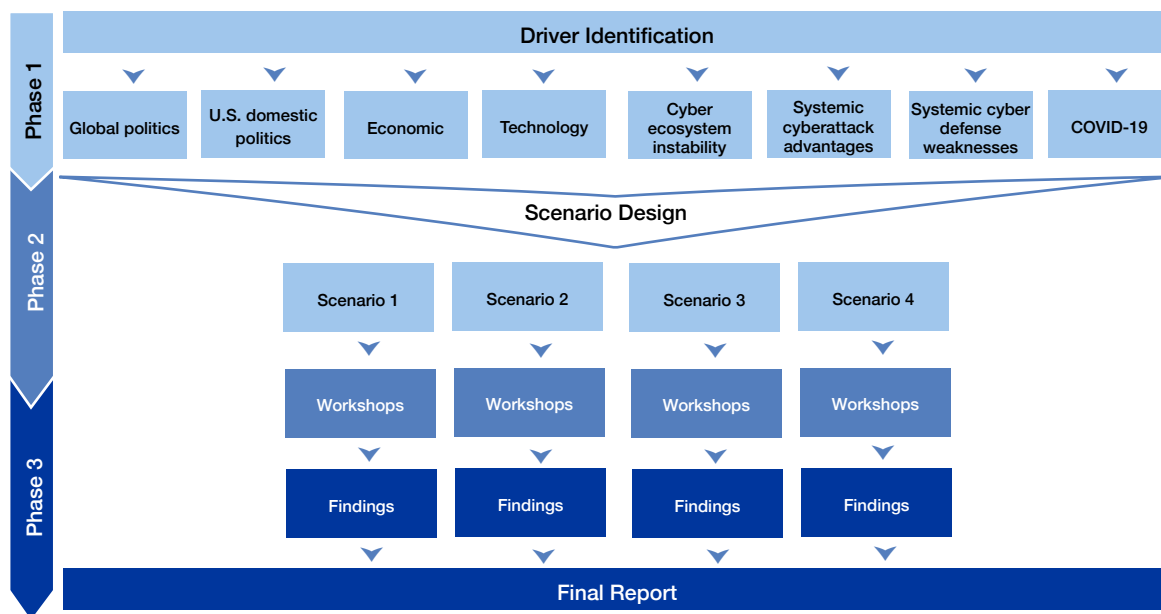 Phase 1
Driver Identification
Global politics
U.S. domestic
politics
Economic
Technology
Cyber
ecosystem
instability
Systemic
cyberattack
advantages
Systemic cyber
defense
weaknesses
COVID-19
Phase 2
Scenario Design
Scenario 1
Scenario 2
Scenario 3
Scenario 4
Workshops
Workshops
Workshops
Workshops
Phase 3
Findings
Findings
Findings
Findings
Final Report